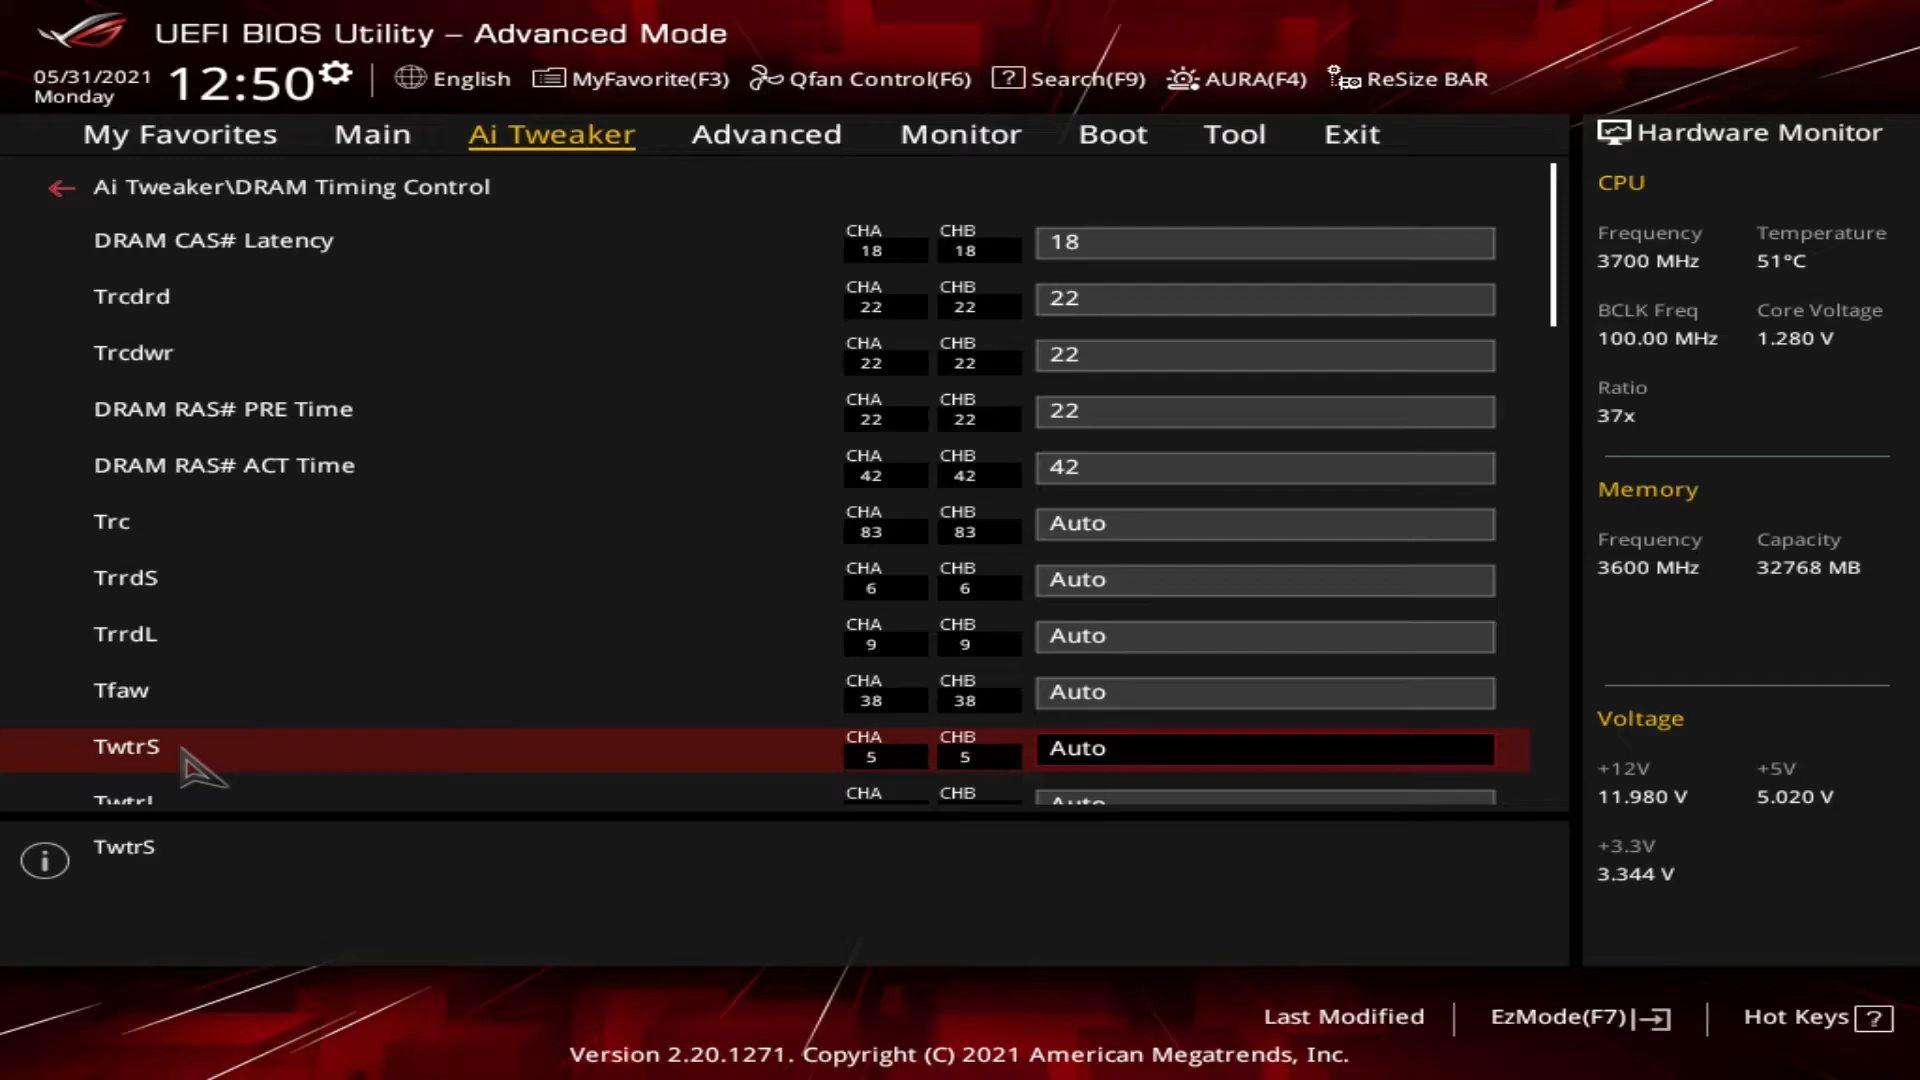 UEFI BIOS Utility – Advanced Mode
05/31/2021
Monday
12:50
English
MyFavorite(F3)
Qfan Control(F6)
? Search(F9)
AURA(F4)
ReSize BAR
My Favorites Main Ai Tweaker Advanced Monitor Boot Tool Exit
Ai Tweaker\DRAM Timing Control
DRAM CAS# Latency CHA 18 CHB 18 18
Trcdrd CHA 22 CHB 22 22
Trcdwr CHA 22 CHB 22 22
DRAM RAS# PRE Time CHA 22 CHB 22 22
DRAM RAS# ACT Time CHA 42 CHB 42 42
Trc CHA 83 CHB 83 Auto
TrrdS CHA 6 CHB 6 Auto
TrrdL CHA 9 CHB 9 Auto
Tfaw CHA 38 CHB 38 Auto
TwtrS CHA 5 CHB 5 Auto
TwtrL CHA CHB Auto
i TwtrS
Hardware Monitor
CPU
Frequency Temperature
3700 MHz 51°C
BCLK Freq Core Voltage
100.00 MHz 1.280 V
Ratio
37x
Memory
Frequency Capacity
3600 MHz 32768 MB
Voltage
+12V +5V
11.980 V 5.020 V
+3.3V
3.344 V
Last Modified
EzMode(F7)
Hot Keys ?
Version 2.20.1271. Copyright (C) 2021 American Megatrends, Inc.